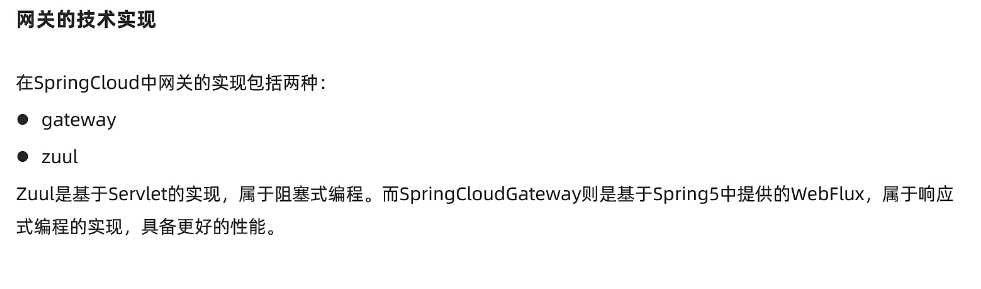 网关的技术实现
在SpringCloud中网关的实现包括两种：
● gateway
● zuul
Zuul是基于Servlet的实现，属于阻塞式编程。而SpringCloudGateway则是基于Spring5中提供的WebFlux，属于响应
式编程的实现，具备更好的性能。